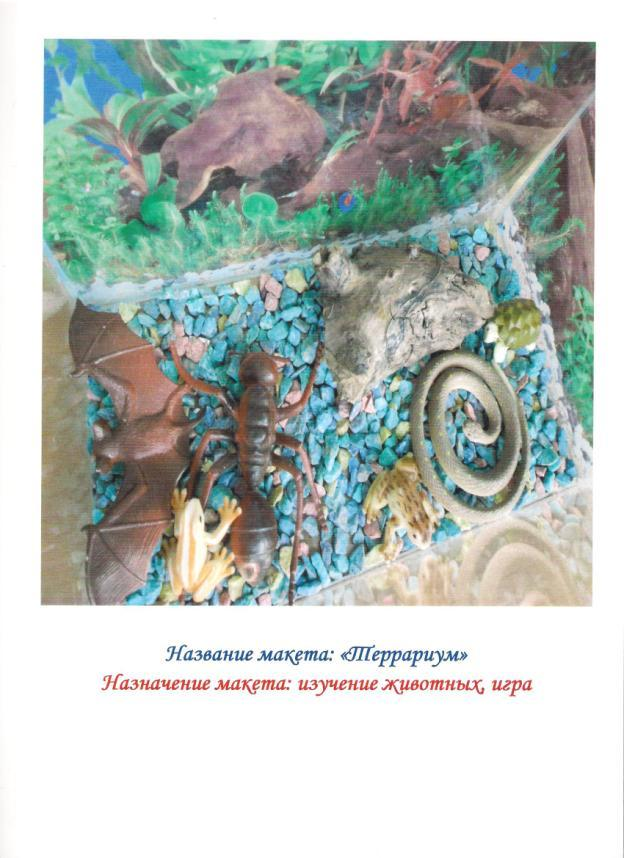 Название макета: «Террариум»
Назначение макета: изучение животных, игра